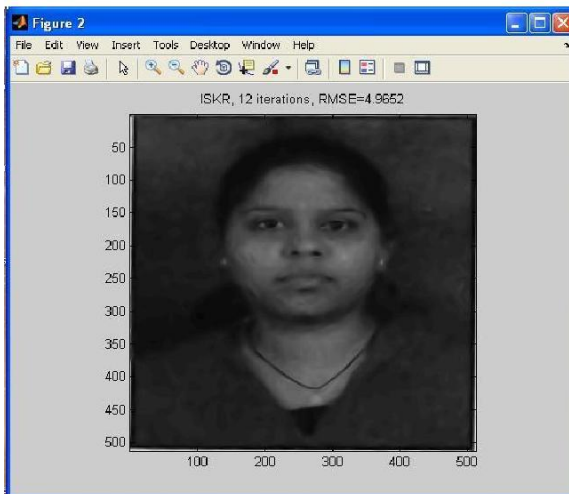 Figure 2
File Edit View Insert Tools Desktop Window Help
ISKR, 12 iterations, RMSE=4.9652
50
100
150
200
250
300
350
400
450
500
100 200 300 400 500